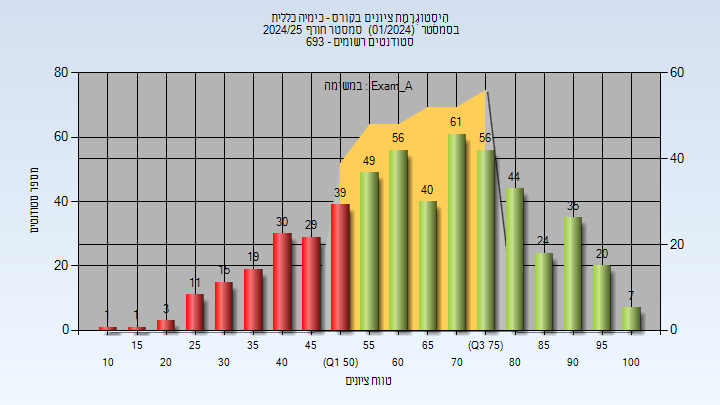 הִיסְטוֹגְרַמַת ציונים בקורס - כימיה כללית
בסמסטר (01/2024) סמסטר חורף 2024/25
סטודנטים רשומים - 693
במשימה : Exam_A
80 60
60 40
40
20 20
0 0
מספר סטודנטים
1 1 3 11 15 19 30 29 39 49 56 40 61 56 44 24 35 20 7
15 25 35 45 55 65 (Q3 75) 85 95
10 20 30 40 (Q1 50) 60 70 80 90 100
טווח ציונים